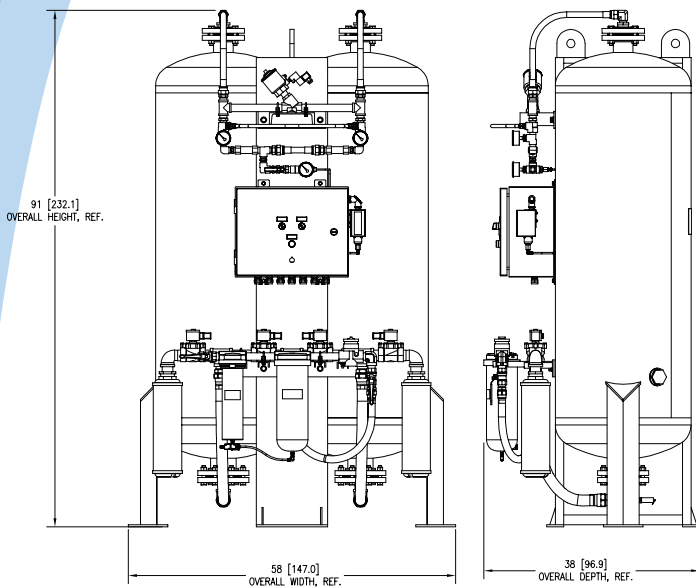 91 [232.1]
OVERALL HEIGHT, REF.
58 [147.0]
OVERALL WIDTH, REF.
38 [96.9]
OVERALL DEPTH, REF.